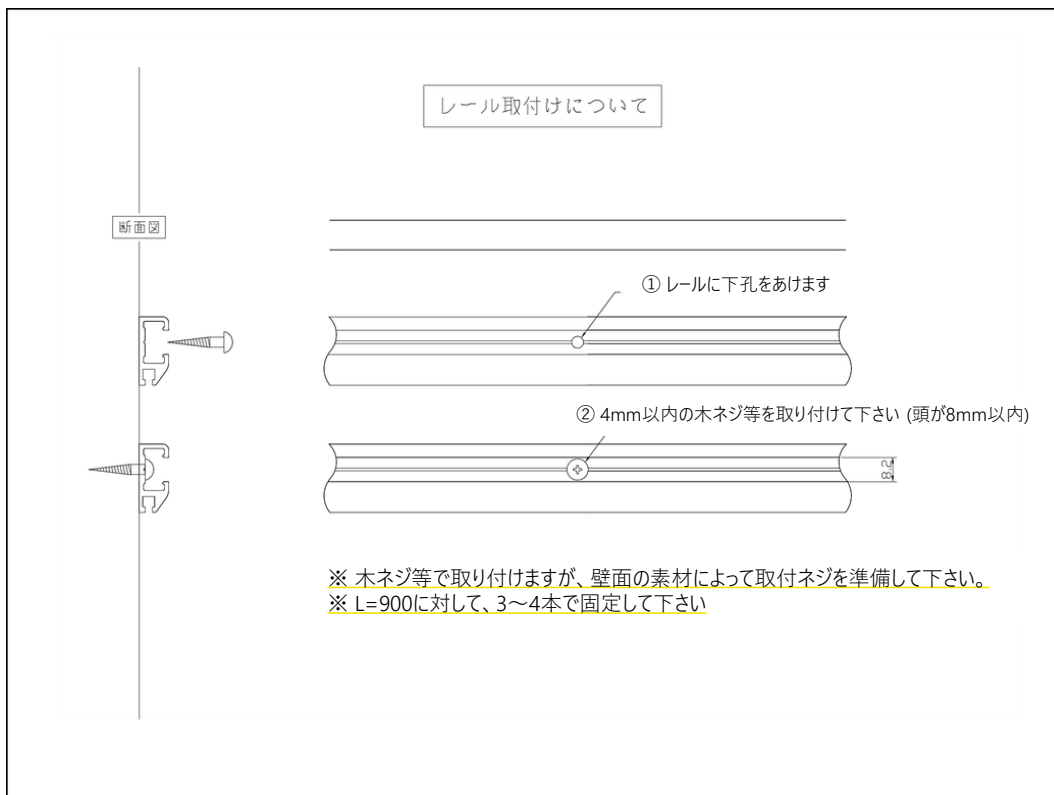 レール取付けについて
断面図
① レールに下孔をあけます
② 4mm以内の木ネジ等を取り付けて下さい (頭が8mm以内)
8.2
※ 木ネジ等で取り付けますが、壁面の素材によって取付ネジを準備して下さい。
※ L=900に対して、3～4本で固定して下さい